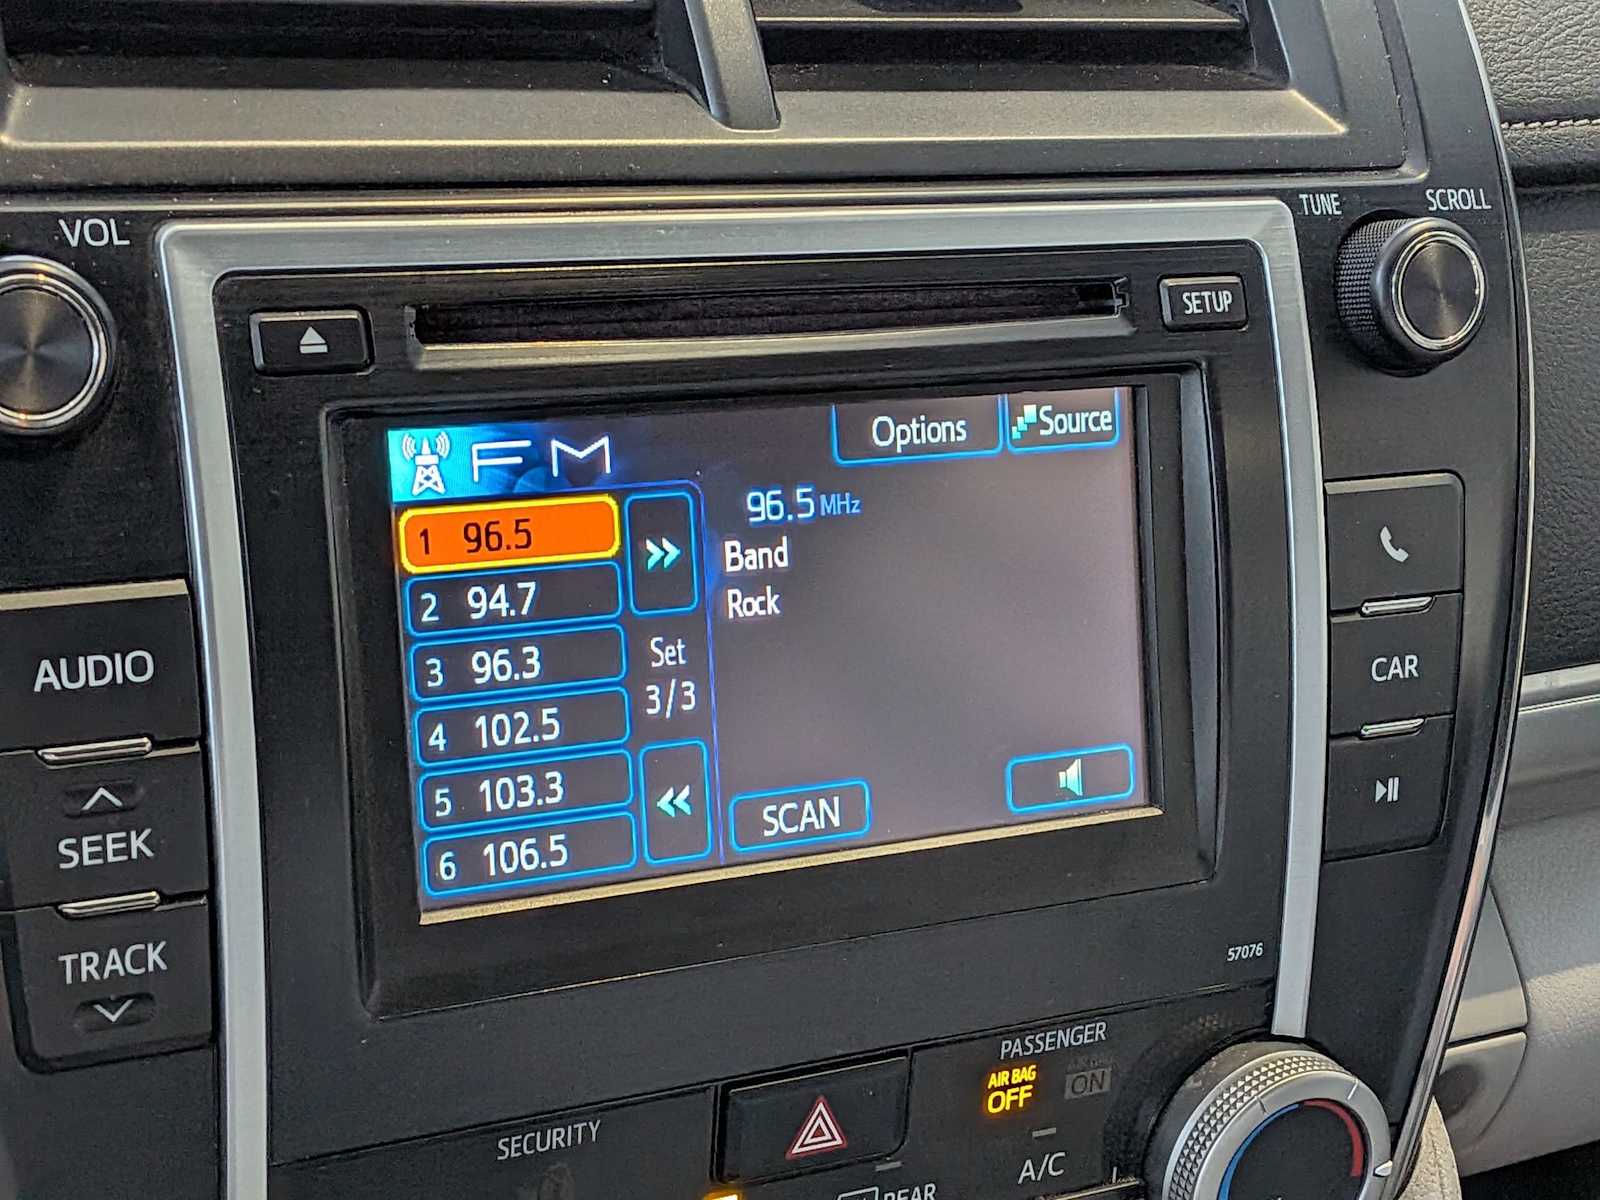 VOL
TUNE
SCROLL
SETUP
FM
Options
Source
1 96.5
2 94.7
3 96.3
4 102.5
5 103.3
6 106.5
Set
3/3
96.5 MHz
Band
Rock
SCAN
AUDIO
SEEK
TRACK
CAR
57076
PASSENGER
AIR BAG
OFF
ON
SECURITY
A/C
REAR